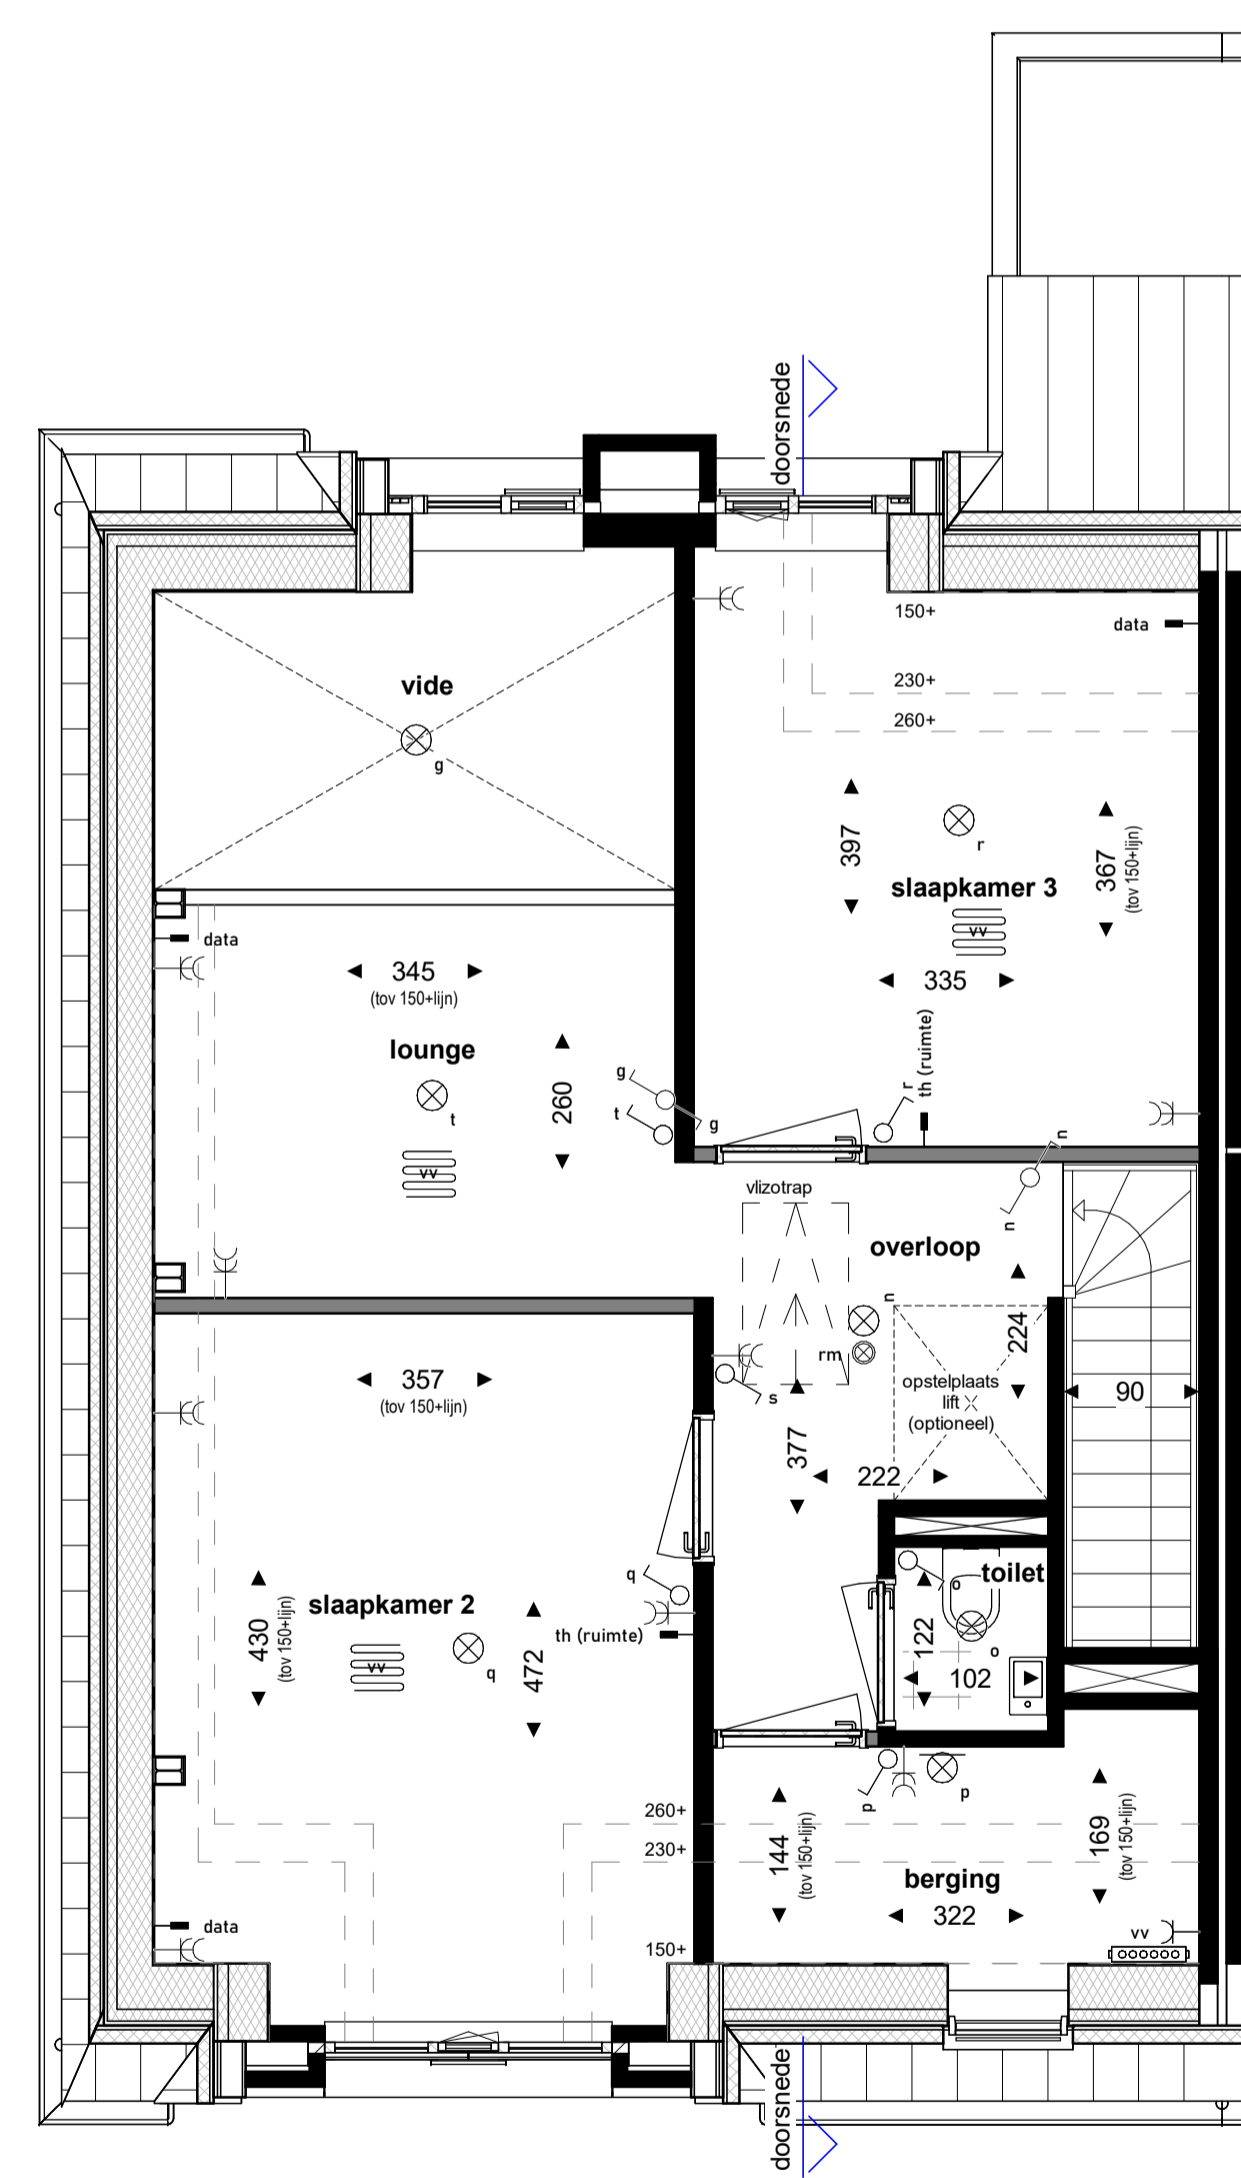 doorsnede
150+
data
230+
260+
vide
g
397
367
(tov 150+lijn)
r
slaapkamer 3
vv
335
data
345
(tov 150+lijn)
lounge
t
260
vv
g
t
g
r
th (ruimte)
n
n
vlizotrap
overloop
n
rm
224
opstelplaats
lift
(optioneel)
90
s
377
222
357
(tov 150+lijn)
q
slaapkamer 2
430
(tov 150+lijn)
472
vv
q
th (ruimte)
toilet
o
122
o
102
p
p
260+
230+
144
(tov 150+lijn)
169
(tov 150+lijn)
berging
322
vv
data
150+
doorsnede